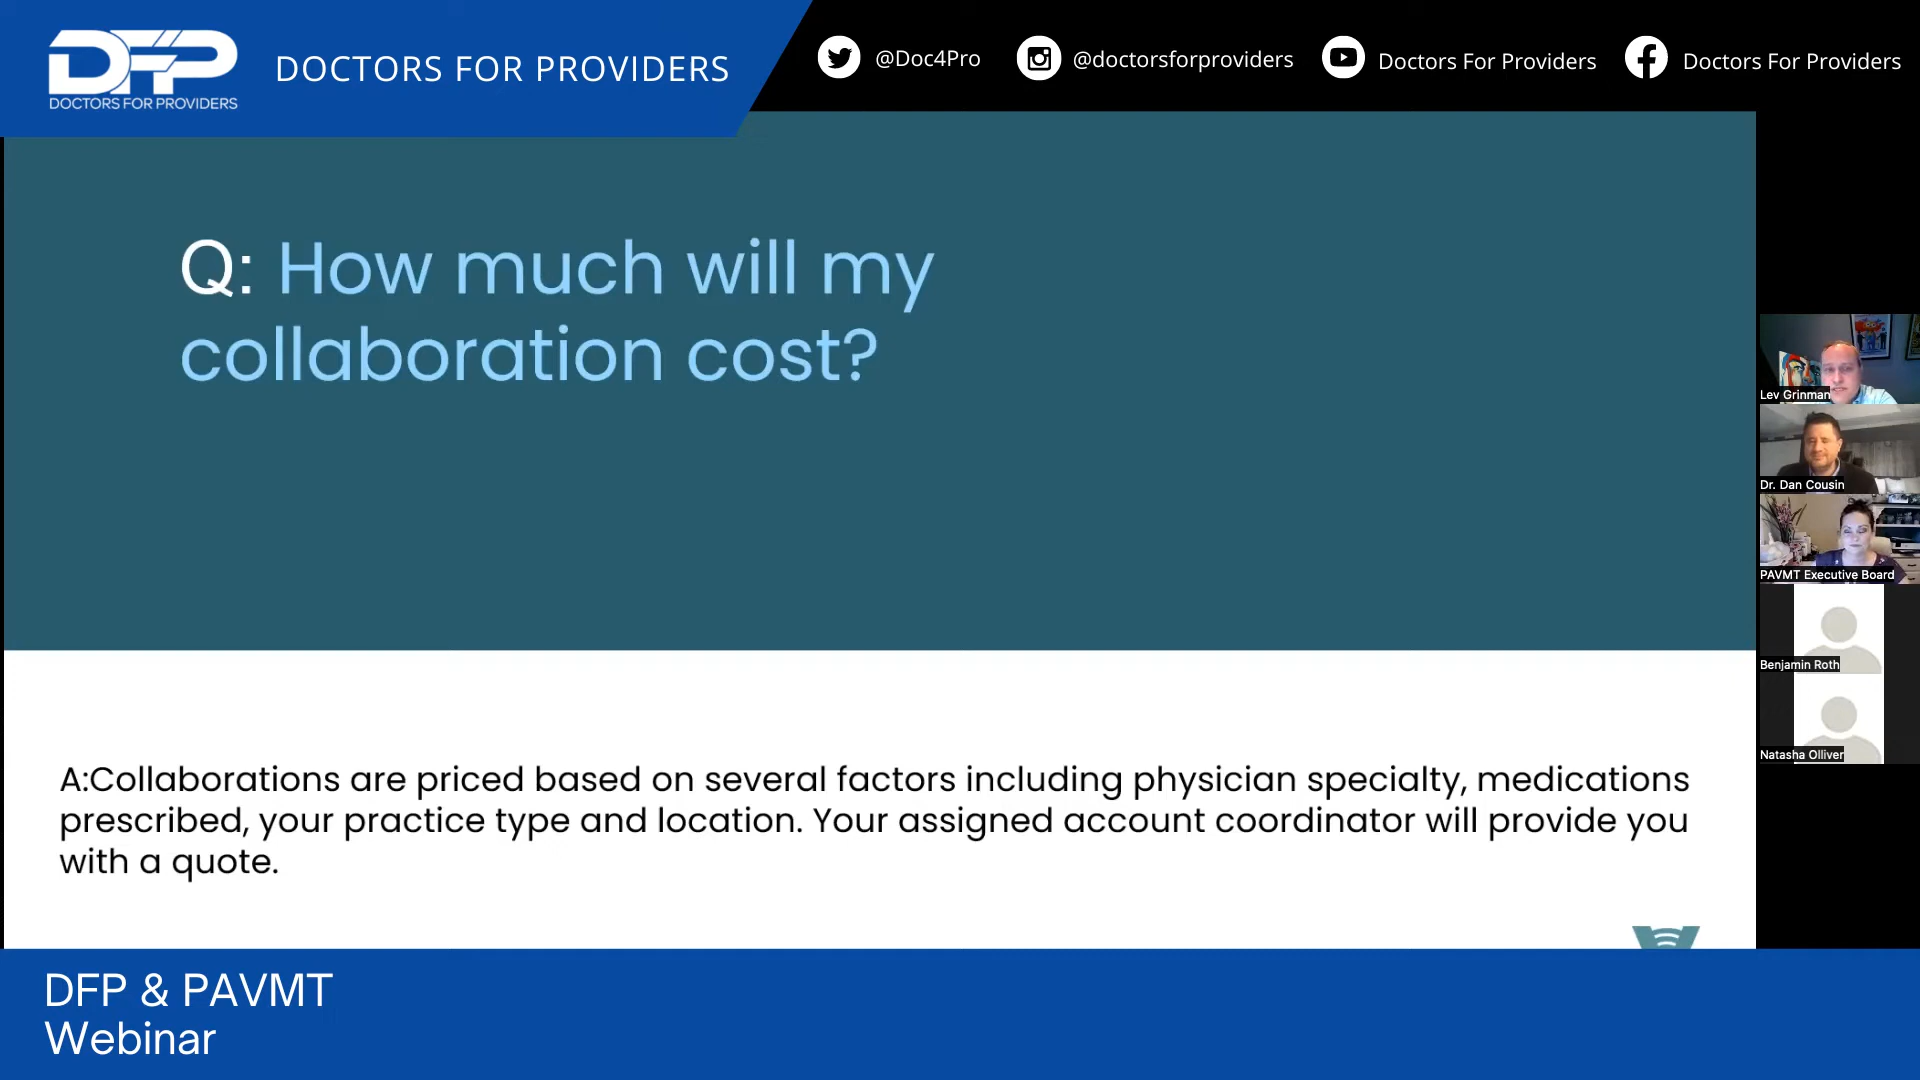 DFP
DOCTORS FOR PROVIDERS
DOCTORS FOR PROVIDERS
@Doc4Pro
@doctorsforproviders
Doctors For Providers
Doctors For Providers
Q: How much will my
collaboration cost?
Lev Grinman
Dr. Dan Cousin
PAVMT Executive Board
Benjamin Roth
Natasha Olliver
A:Collaborations are priced based on several factors including physician specialty, medications
prescribed, your practice type and location. Your assigned account coordinator will provide you
with a quote.
DFP & PAVMT
Webinar